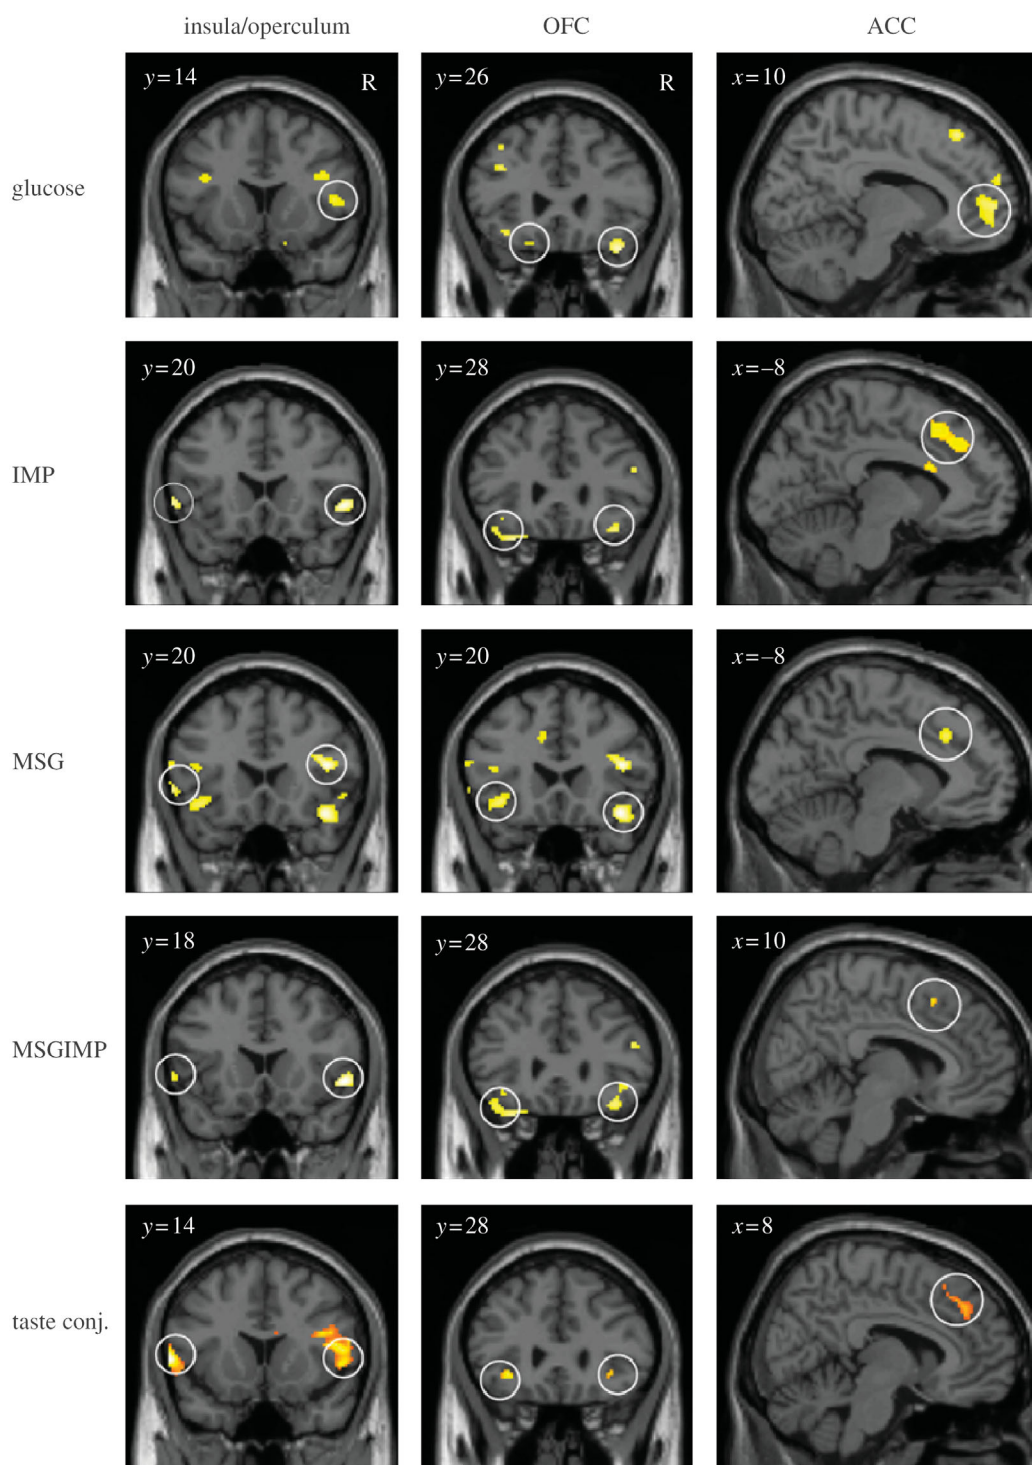 insula/operculum OFC ACC
y=14 R y=26 R x=10
glucose
y=20 y=28 x=–8
IMP
y=20 y=20 x=–8
MSG
y=18 y=28 x=10
MSGIMP
y=14 y=28 x=8
taste conj.